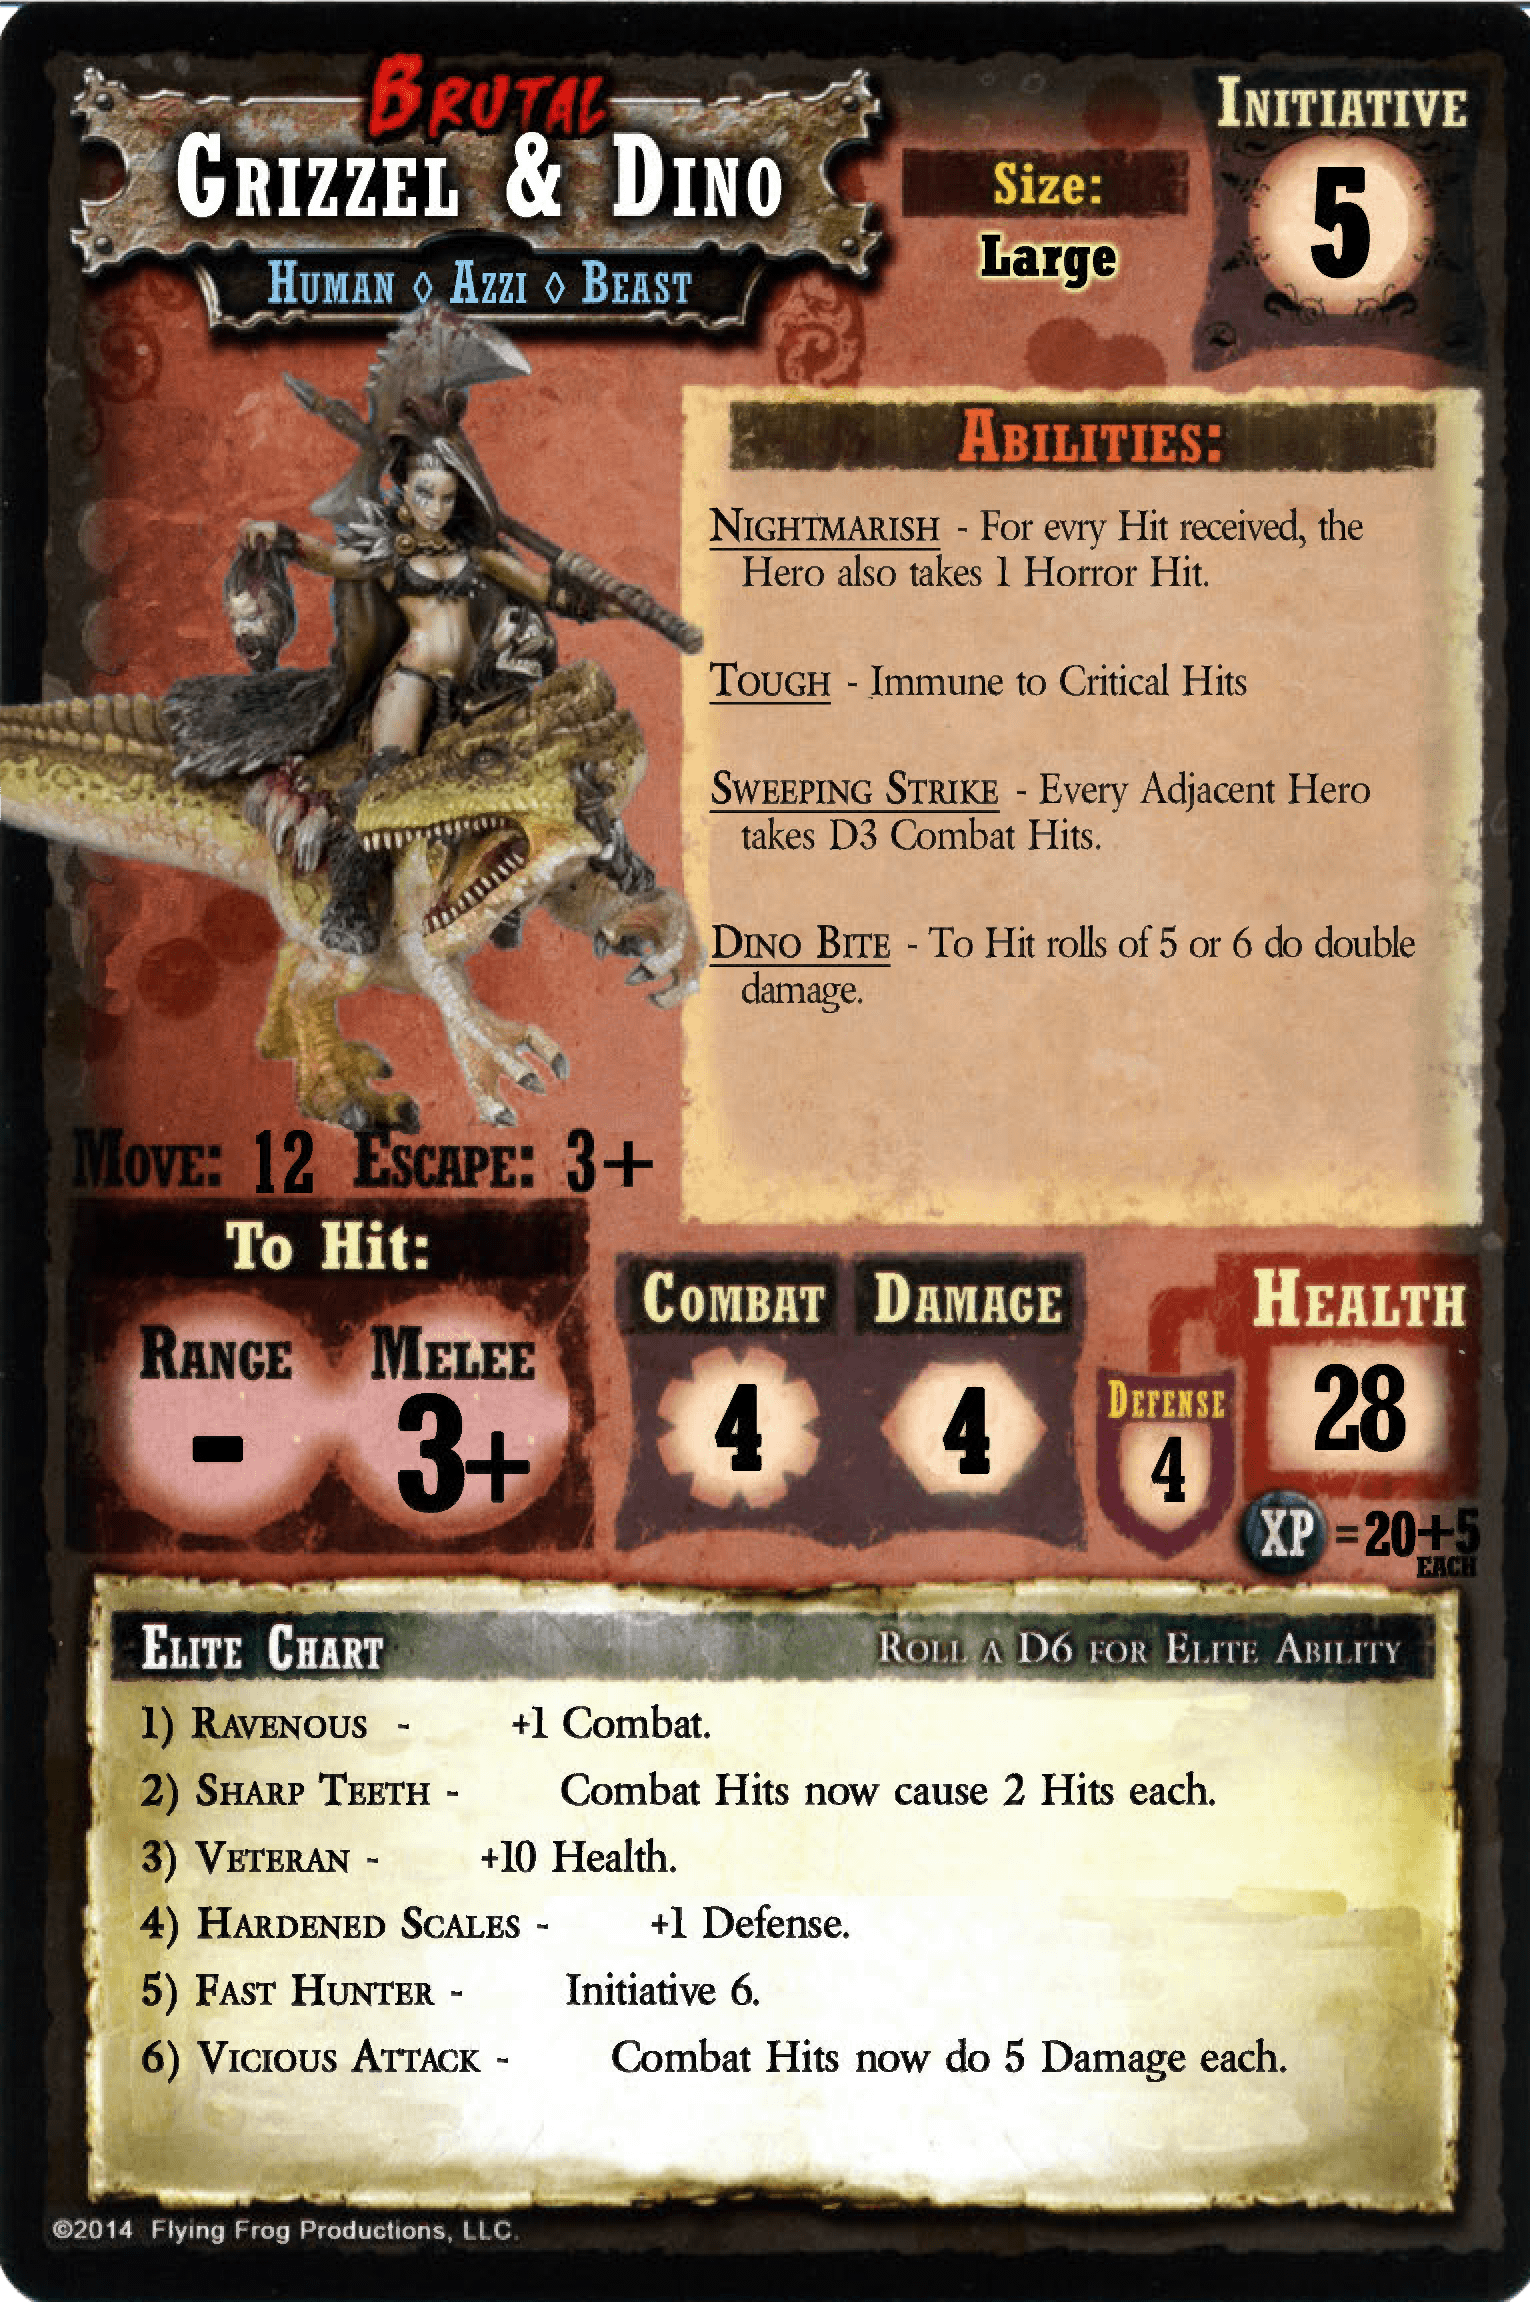 BRUTAL
GRIZZEL & DINO
HUMAN ◊ AZZI ◊ BEAST
Size:
Large
INITIATIVE
5
ABILITIES:
NIGHTMARISH - For evry Hit received, the
Hero also takes 1 Horror Hit.
TOUGH - Immune to Critical Hits
SWEEPING STRIKE - Every Adjacent Hero
takes D3 Combat Hits.
DINO BITE - To Hit rolls of 5 or 6 do double
damage.
MOVE: 12 ESCAPE: 3+
To Hit:
RANGE
-
MELEE
3+
COMBAT
4
DAMAGE
4
DEFENSE
4
HEALTH
28
XP =20+5
EACH
ELITE CHART ROLL A D6 FOR ELITE ABILITY
1) RAVENOUS - +1 Combat.
2) SHARP TEETH - Combat Hits now cause 2 Hits each.
3) VETERAN - +10 Health.
4) HARDENED SCALES - +1 Defense.
5) FAST HUNTER - Initiative 6.
6) VICIOUS ATTACK - Combat Hits now do 5 Damage each.
©2014 Flying Frog Productions, LLC.